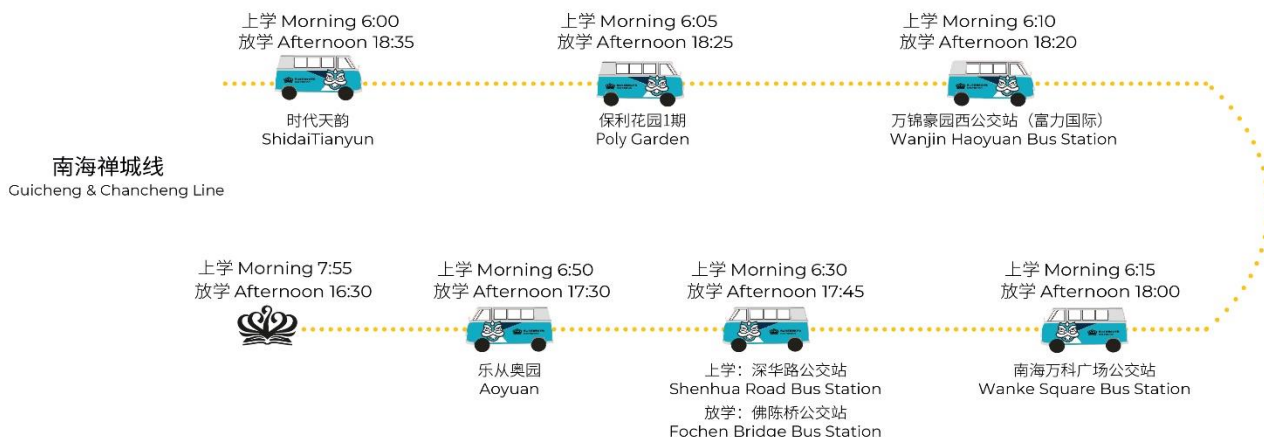 上学 Morning 6:00
放学 Afternoon 18:35
时代天韵
ShidaiTianyun
上学 Morning 6:05
放学 Afternoon 18:25
保利花园1期
Poly Garden
上学 Morning 6:10
放学 Afternoon 18:20
万锦豪园西公交站（富力国际）
Wanjin Haoyuan Bus Station
南海禅城线
Guicheng & Chancheng Line
上学 Morning 7:55
放学 Afternoon 16:30
上学 Morning 6:50
放学 Afternoon 17:30
乐从奥园
Aoyuan
上学 Morning 6:30
放学 Afternoon 17:45
上学：深华路公交站
Shenhua Road Bus Station
放学：佛陈桥公交站
Fochen Bridge Bus Station
上学 Morning 6:15
放学 Afternoon 18:00
南海万科广场公交站
Wanke Square Bus Station